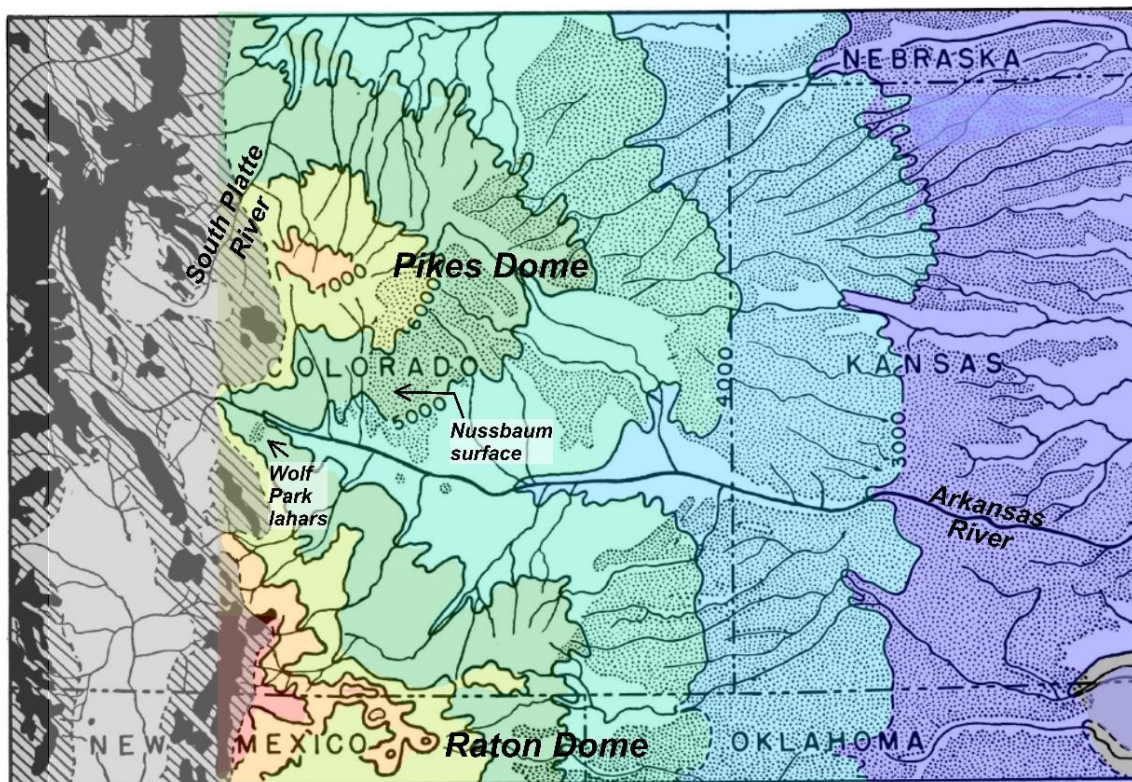 NEBRASKA
South Platte
River
Pikes Dome
7000
6000
COLORADO
4000
KANSAS
5000
Nussbaum
surface
3000
Wolf
Park
lahars
Arkansas
River
NEW MEXICO
Raton Dome
OKLAHOMA